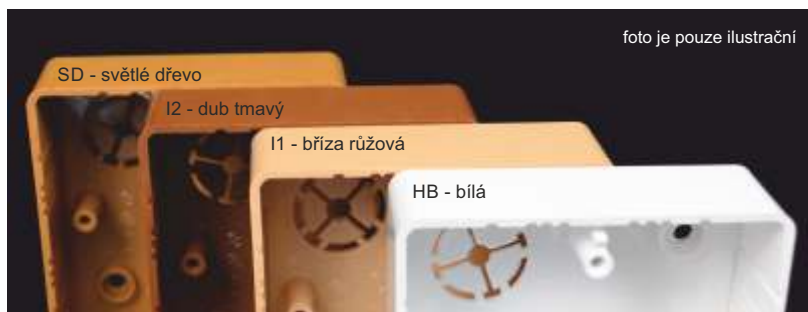 foto je pouze ilustrační
SD - světlé dřevo
I2 - dub tmavý
I1 - bříza růžová
HB - bílá